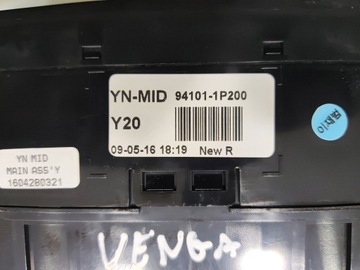 YN-MID 94101-1P200
Y20
09-05-16 18:19 New R
YN MID
MAIN ASS'Y
1604280321
VENGA